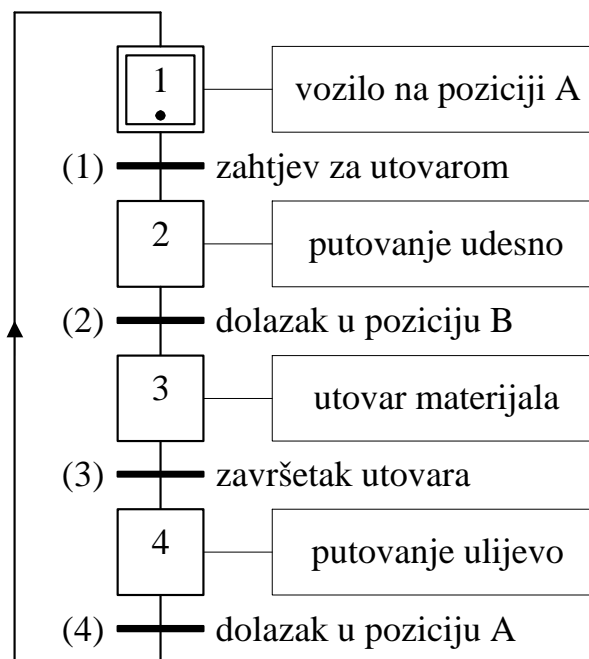 1 vozilo na poziciji A
(1) zahtjev za utovarom
2 putovanje udesno
(2) dolazak u poziciju B
3 utovar materijala
(3) završetak utovara
4 putovanje ulijevo
(4) dolazak u poziciju A